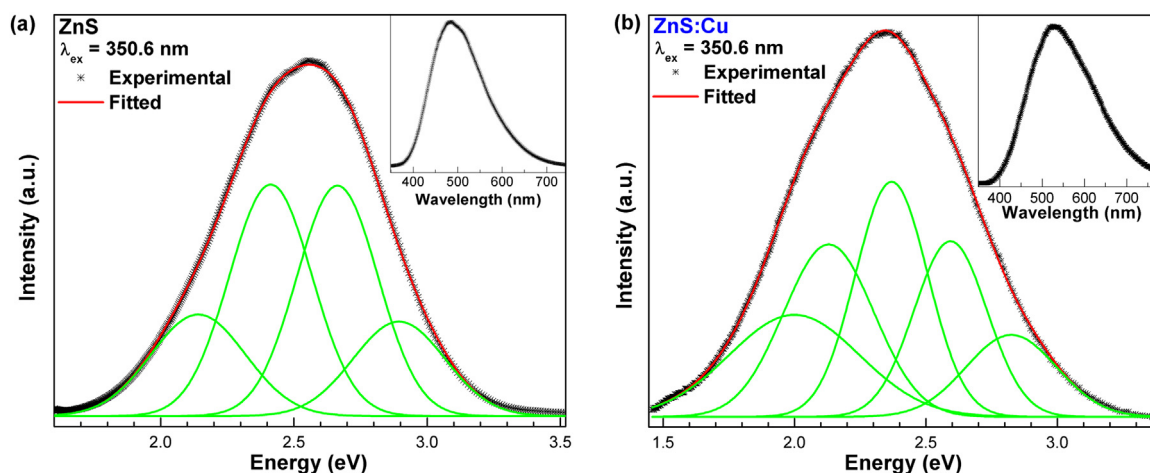 (a) ZnS
λex = 350.6 nm
Experimental
Fitted
Intensity (a.u.)
2.0 2.5 3.0 3.5
Energy (eV)
400 500 600 700
Wavelength (nm)
(b) ZnS:Cu
λex = 350.6 nm
Experimental
Fitted
Intensity (a.u.)
1.5 2.0 2.5 3.0
Energy (eV)
400 500 600 700
Wavelength (nm)